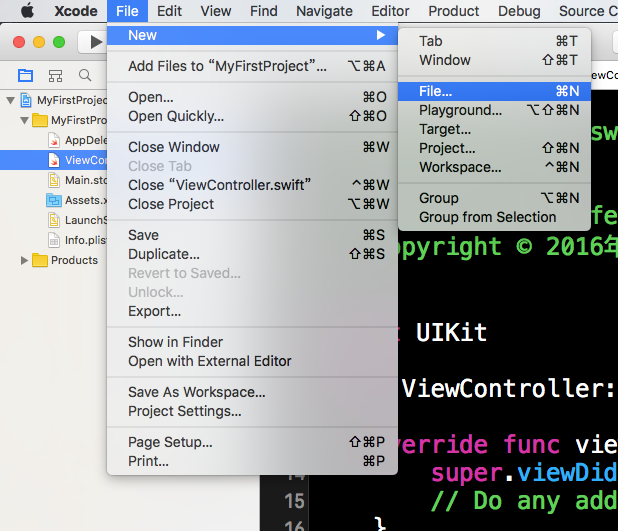 Xcode File Edit View Find Navigate Editor Product Debug Source C
New
Add Files to “MyFirstProject”... ⌥⌘A
Open... ⌘O
Open Quickly... ⇧⌘O
Close Window ⌘W
Close Tab
Close “ViewController.swift” ^⌘W
Close Project ⌥⌘W
Save ⌘S
Duplicate... ⇧⌘S
Revert to Saved...
Unlock...
Export...
Show in Finder
Open with External Editor
Save As Workspace...
Project Settings...
Page Setup... ⇧⌘P
Print... ⌘P
Tab ⌘T
Window ⇧⌘T
File... ⌘N
Playground... ⌥⇧⌘N
Target...
Project... ⇧⌘N
Workspace... ^⌘N
Group ⌥⌘N
Group from Selection
MyFirstProjec
MyFirstPro
AppDele
ViewCon
Main.sto
Assets.x
LaunchS
Info.plis
Products
ewCo
sw
fe
opyright © 2016年
UIKit
ViewController:
verride func vie
14 super.viewDid
15 // Do any add
16 }